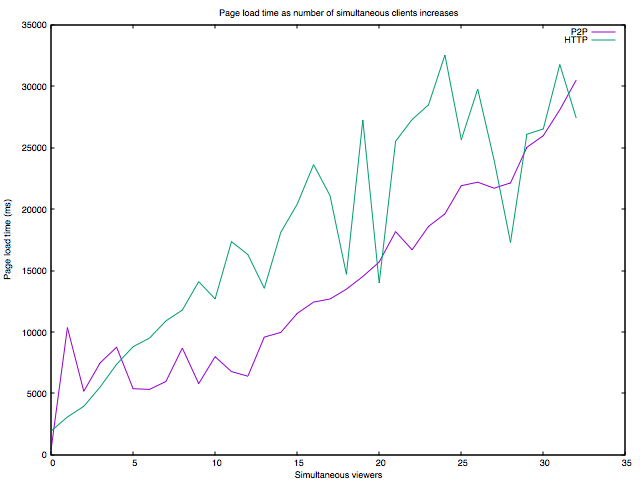 Page load time as number of simultaneous clients increases
P2P
HTTP
35000
30000
25000
20000
15000
10000
5000
0
Page load time (ms)
0 5 10 15 20 25 30 35
Simultaneous viewers